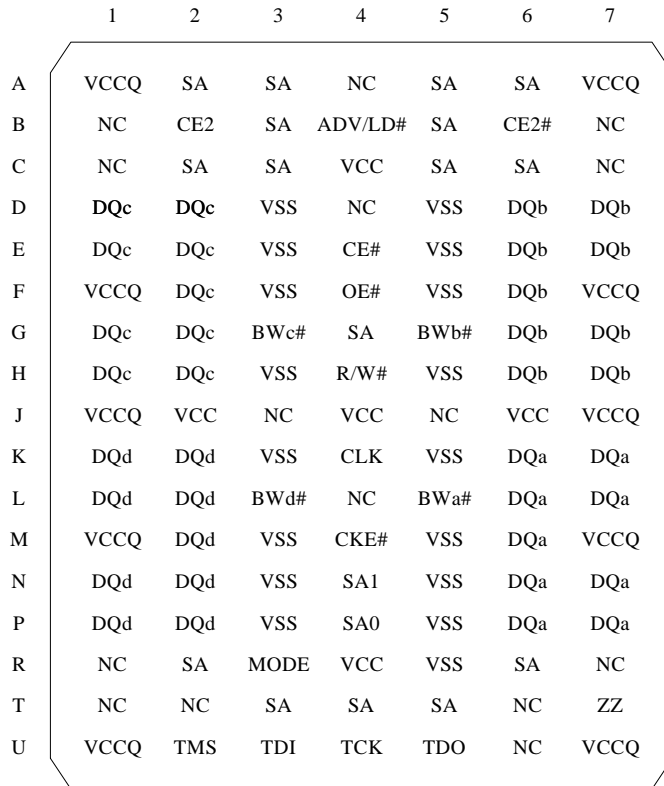 1 2 3 4 5 6 7
A VCCQ SA SA NC SA SA VCCQ
B NC CE2 SA ADV/LD# SA CE2# NC
C NC SA SA VCC SA SA NC
D DQc DQc VSS NC VSS DQb DQb
E DQc DQc VSS CE# VSS DQb DQb
F VCCQ DQc VSS OE# VSS DQb VCCQ
G DQc DQc BWc# SA BWb# DQb DQb
H DQc DQc VSS R/W# VSS DQb DQb
J VCCQ VCC NC VCC NC VCC VCCQ
K DQd DQd VSS CLK VSS DQa DQa
L DQd DQd BWd# NC BWa# DQa DQa
M VCCQ DQd VSS CKE# VSS DQa VCCQ
N DQd DQd VSS SA1 VSS DQa DQa
P DQd DQd VSS SA0 VSS DQa DQa
R NC SA MODE VCC VSS SA NC
T NC NC SA SA SA NC ZZ
U VCCQ TMS TDI TCK TDO NC VCCQ